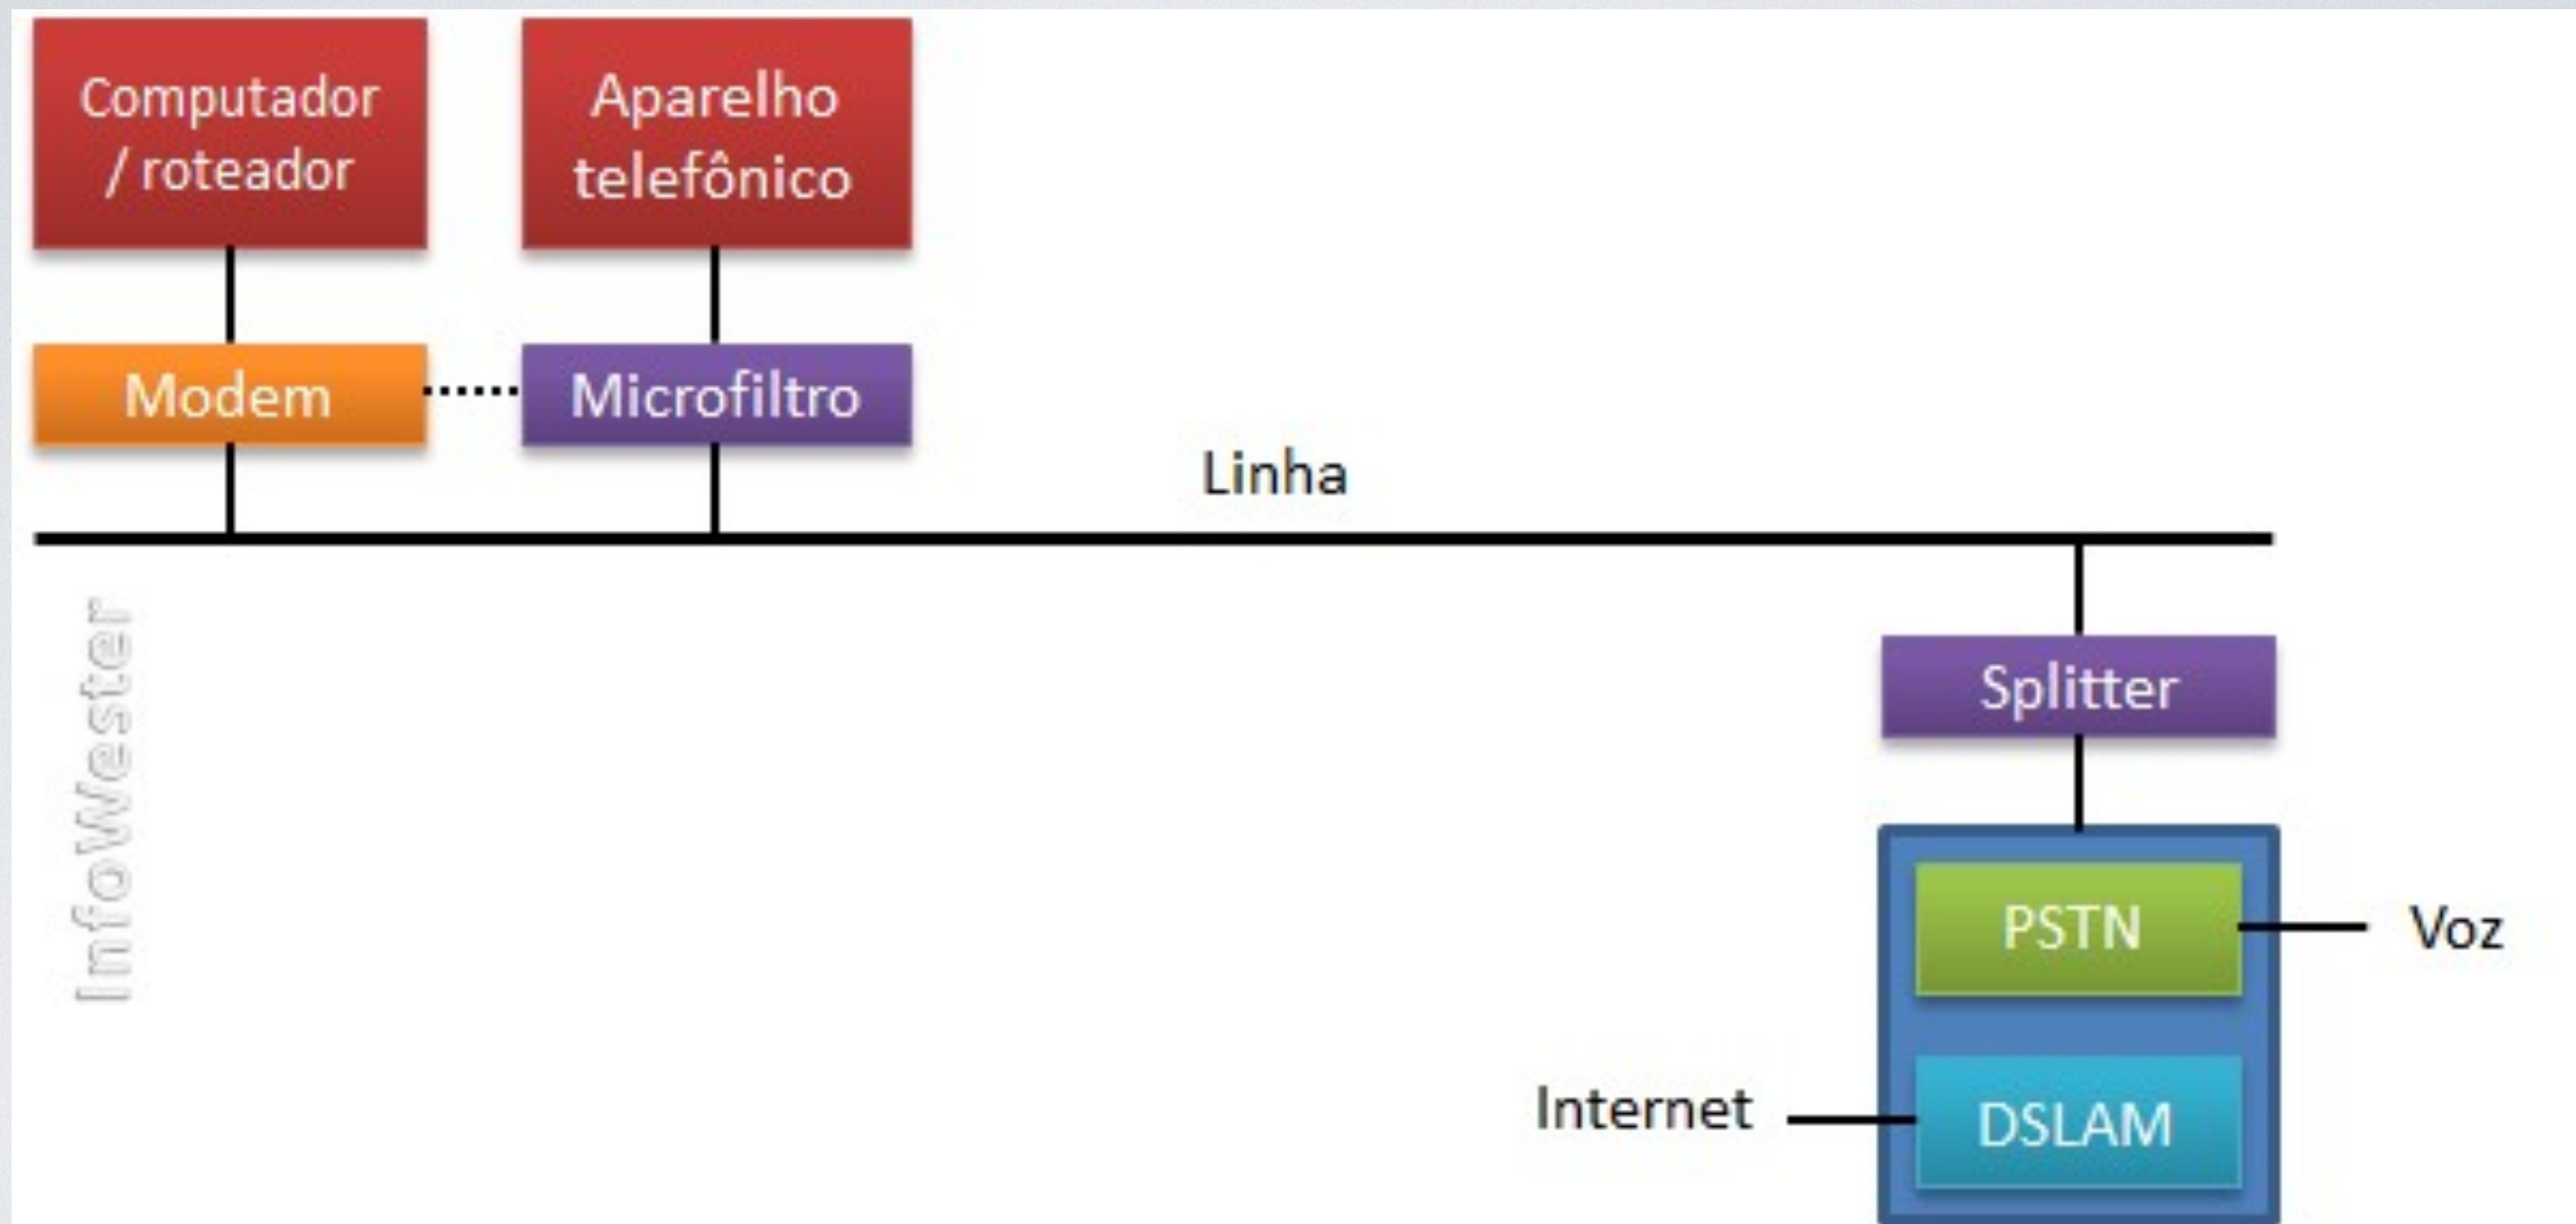 Computador
/ roteador
Aparelho
telefônico
Modem
Microfiltro
Linha
InfoWester
Splitter
PSTN
Voz
Internet
DSLAM